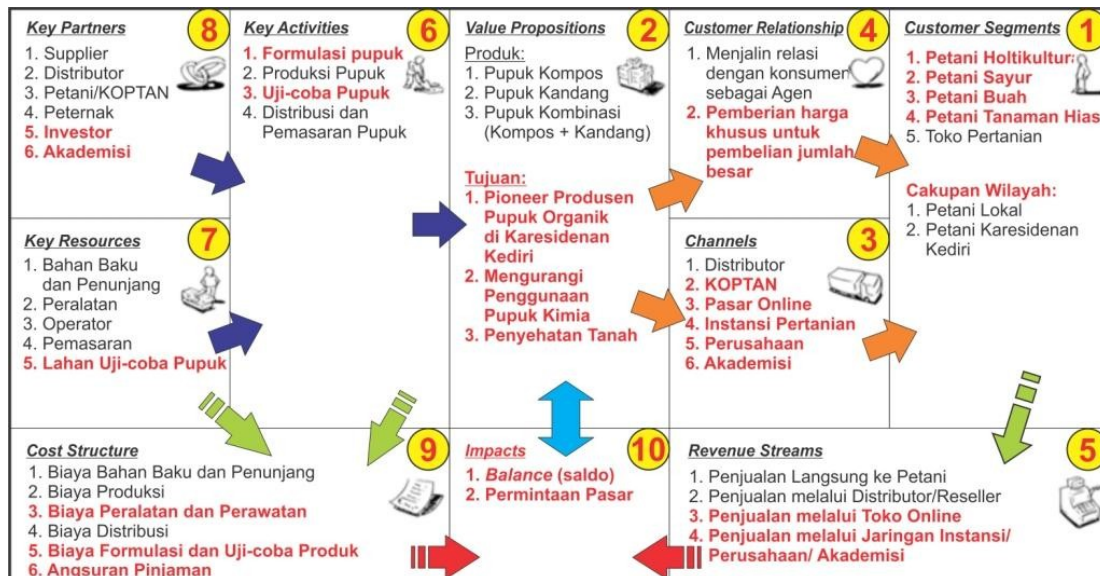 Key Partners
8
1. Supplier
2. Distributor
3. Petani/KOPTAN
4. Peternak
5. Investor
6. Akademisi
Key Activities
6
1. Formulasi pupuk
2. Produksi Pupuk
3. Uji-coba Pupuk
4. Distribusi dan
Pemasaran Pupuk
Value Propositions
2
Produk:
1. Pupuk Kompos
2. Pupuk Kandang
3. Pupuk Kombinasi
(Kompos + Kandang)
Tujuan:
1. Pioneer Produsen
Pupuk Organik
di Karesidenan
Kediri
2. Mengurangi
Penggunaan
Pupuk Kimia
3. Penyehatan Tanah
Customer Relationship
4
1. Menjalin relasi
dengan konsumen
sebagai Agen
2. Pemberian harga
khusus untuk
pembelian jumlah
besar
Customer Segments
1
1. Petani Holtikultura
2. Petani Sayur
3. Petani Buah
4. Petani Tanaman Hias
5. Toko Pertanian
Cakupan Wilayah:
1. Petani Lokal
2. Petani Karesidenan
Kediri
Key Resources
7
1. Bahan Baku
dan Penunjang
2. Peralatan
3. Operator
4. Pemasaran
5. Lahan Uji-coba Pupuk
Channels
3
1. Distributor
2. KOPTAN
3. Pasar Online
4. Instansi Pertanian
5. Perusahaan
6. Akademisi
Cost Structure
9
1. Biaya Bahan Baku dan Penunjang
2. Biaya Produksi
3. Biaya Peralatan dan Perawatan
4. Biaya Distribusi
5. Biaya Formulasi dan Uji-coba Produk
6. Angsuran Pinjaman
Impacts
10
1. Balance (saldo)
2. Permintaan Pasar
Revenue Streams
5
1. Penjualan Langsung ke Petani
2. Penjualan melalui Distributor/Reseller
3. Penjualan melalui Toko Online
4. Penjualan melalui Jaringan Instansi/
Perusahaan/ Akademisi